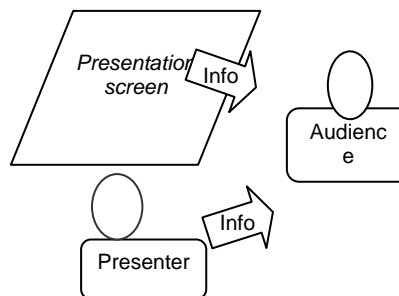 Presentation
screen
Info
Audienc
e
Info
Presenter